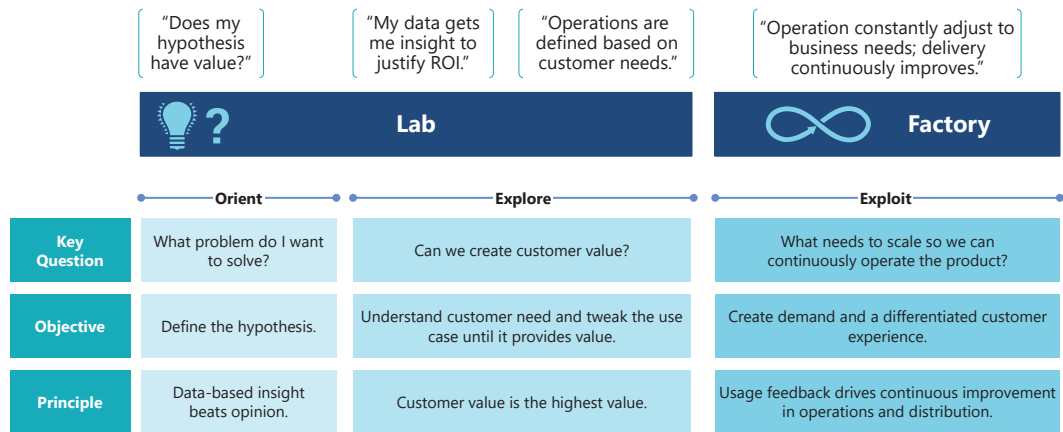 “Does my
hypothesis
have value?”
“My data gets
me insight to
justify ROI.”
“Operations are
defined based on
customer needs.”
“Operation constantly adjust to
business needs; delivery
continuously improves.”
?
Lab
Factory
Orient
Explore
Exploit
Key
Question
What problem do I want
to solve?
Can we create customer value?
What needs to scale so we can
continuously operate the product?
Objective
Define the hypothesis.
Understand customer need and tweak the use
case until it provides value.
Create demand and a differentiated customer
experience.
Principle
Data-based insight
beats opinion.
Customer value is the highest value.
Usage feedback drives continuous improvement
in operations and distribution.